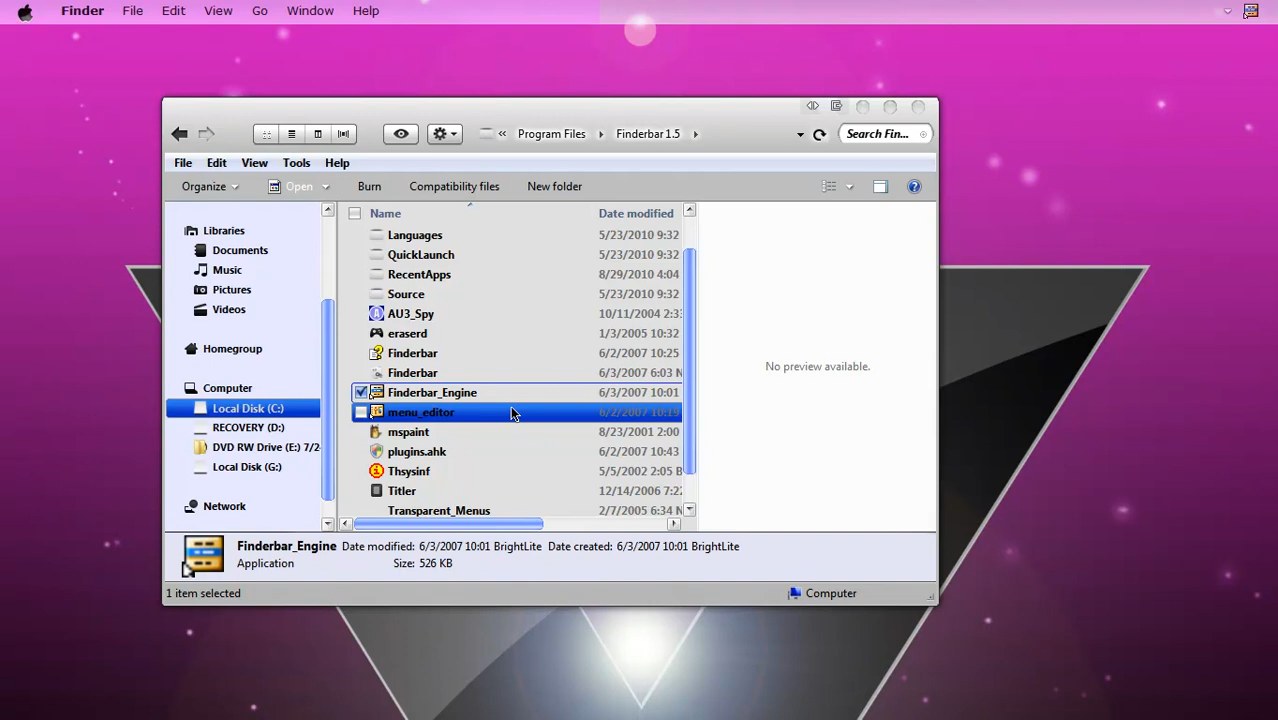 Finder File Edit View Go Window Help
« Program Files Finderbar 1.5 Search Fin...
File Edit View Tools Help
Organize Open Burn Compatibility files New folder
Name Date modified
Libraries
Documents
Music
Pictures
Videos
Homegroup
Computer
Local Disk (C:)
RECOVERY (D:)
DVD RW Drive (E:) 7/2
Local Disk (G:)
Network
Languages 5/23/2010 9:32
QuickLaunch 5/23/2010 9:32
RecentApps 8/29/2010 4:04
Source 5/23/2010 9:32
AU3_Spy 10/11/2004 2:33
eraserd 1/3/2005 10:32
Finderbar 6/2/2007 10:25
Finderbar 6/3/2007 6:03 N
Finderbar_Engine 6/3/2007 10:01
menu_editor 6/2/2007 10:19
mspaint 8/23/2001 2:00
plugins.ahk 6/2/2007 10:43
Thsysinf 5/5/2002 2:05 B
Titler 12/14/2006 7:22
Transparent_Menus 2/7/2005 6:34 N
No preview available.
Finderbar_Engine Date modified: 6/3/2007 10:01 BrightLite Date created: 6/3/2007 10:01 BrightLite
Application Size: 526 KB
1 item selected Computer